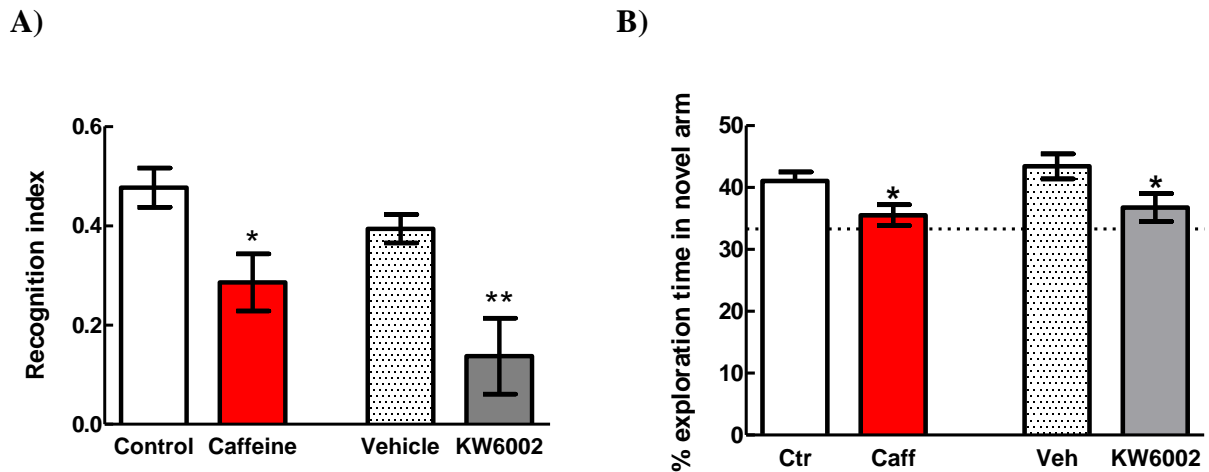 A)
B)
Recognition index
0.6
0.4
0.2
0.0
*
**
Control Caffeine Vehicle KW6002
% exploration time in novel arm
50
40
30
20
10
0
*
*
Ctr Caff Veh KW6002